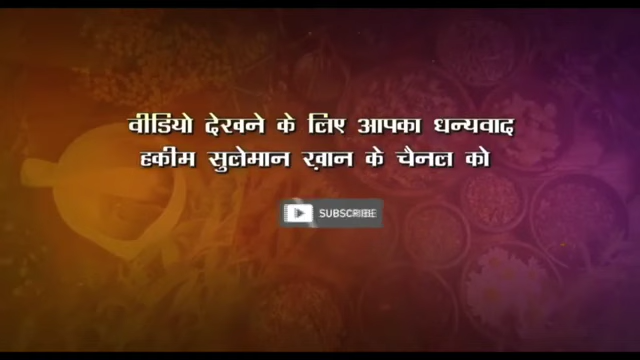 वीडियो देखने के लिए आपका धन्यवाद
हकीम सुलेमान ख़ान के चैनल को
SUBSCRIBE